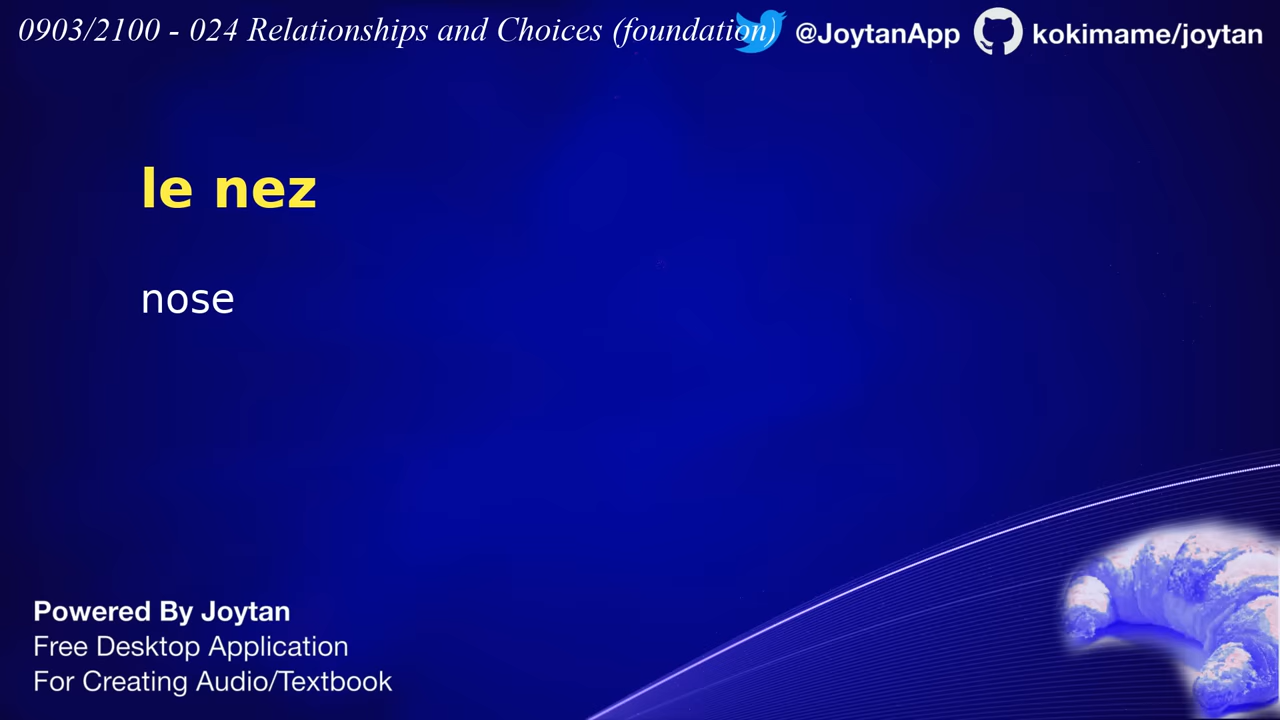 0903/2100 - 024 Relationships and Choices (foundation)
@JoytanApp
kokimame/joytan
le nez
nose
Powered By Joytan
Free Desktop Application
For Creating Audio/Textbook